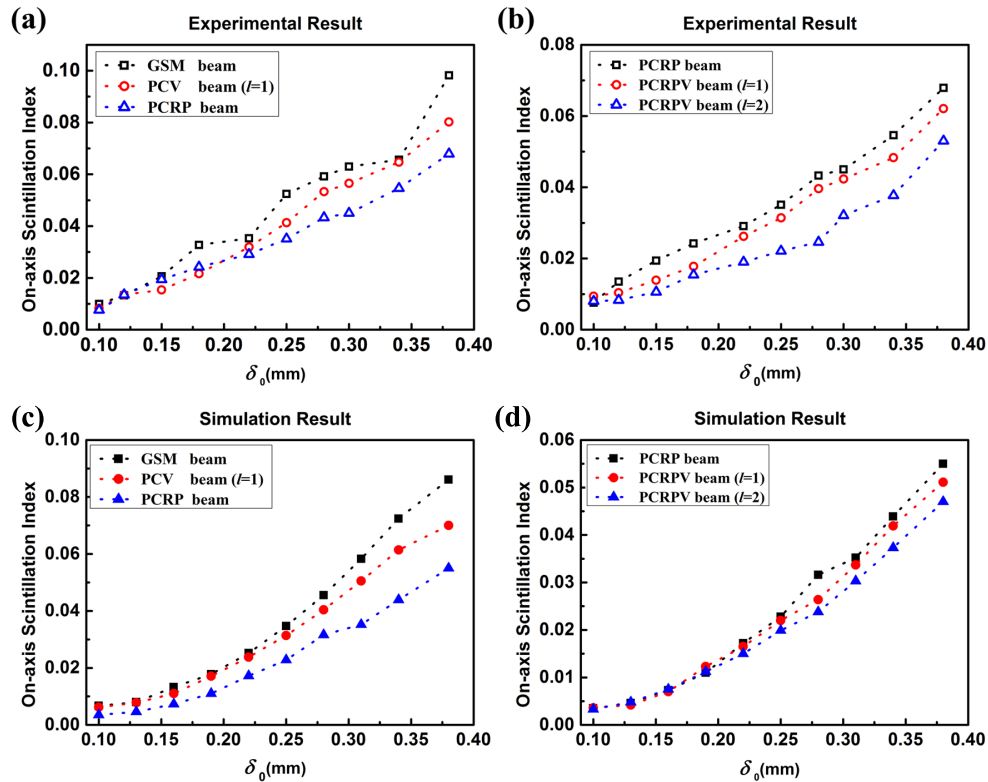 (a)
Experimental Result
On-axis Scintillation Index
0.10
0.08
0.06
0.04
0.02
0.00
GSM beam
PCV beam (l=1)
PCRP beam
0.10 0.15 0.20 0.25 0.30 0.35 0.40
δ₀(mm)
(b)
Experimental Result
On-axis Scintillation Index
0.08
0.06
0.04
0.02
0.00
PCRP beam
PCRPV beam (l=1)
PCRPV beam (l=2)
0.10 0.15 0.20 0.25 0.30 0.35 0.40
δ₀(mm)
(c)
Simulation Result
On-axis Scintillation Index
0.10
0.08
0.06
0.04
0.02
0.00
GSM beam
PCV beam (l=1)
PCRP beam
0.10 0.15 0.20 0.25 0.30 0.35 0.40
δ₀(mm)
(d)
Simulation Result
On-axis Scintillation Index
0.06
0.05
0.04
0.03
0.02
0.01
0.00
PCRP beam
PCRPV beam (l=1)
PCRPV beam (l=2)
0.10 0.15 0.20 0.25 0.30 0.35 0.40
δ₀(mm)